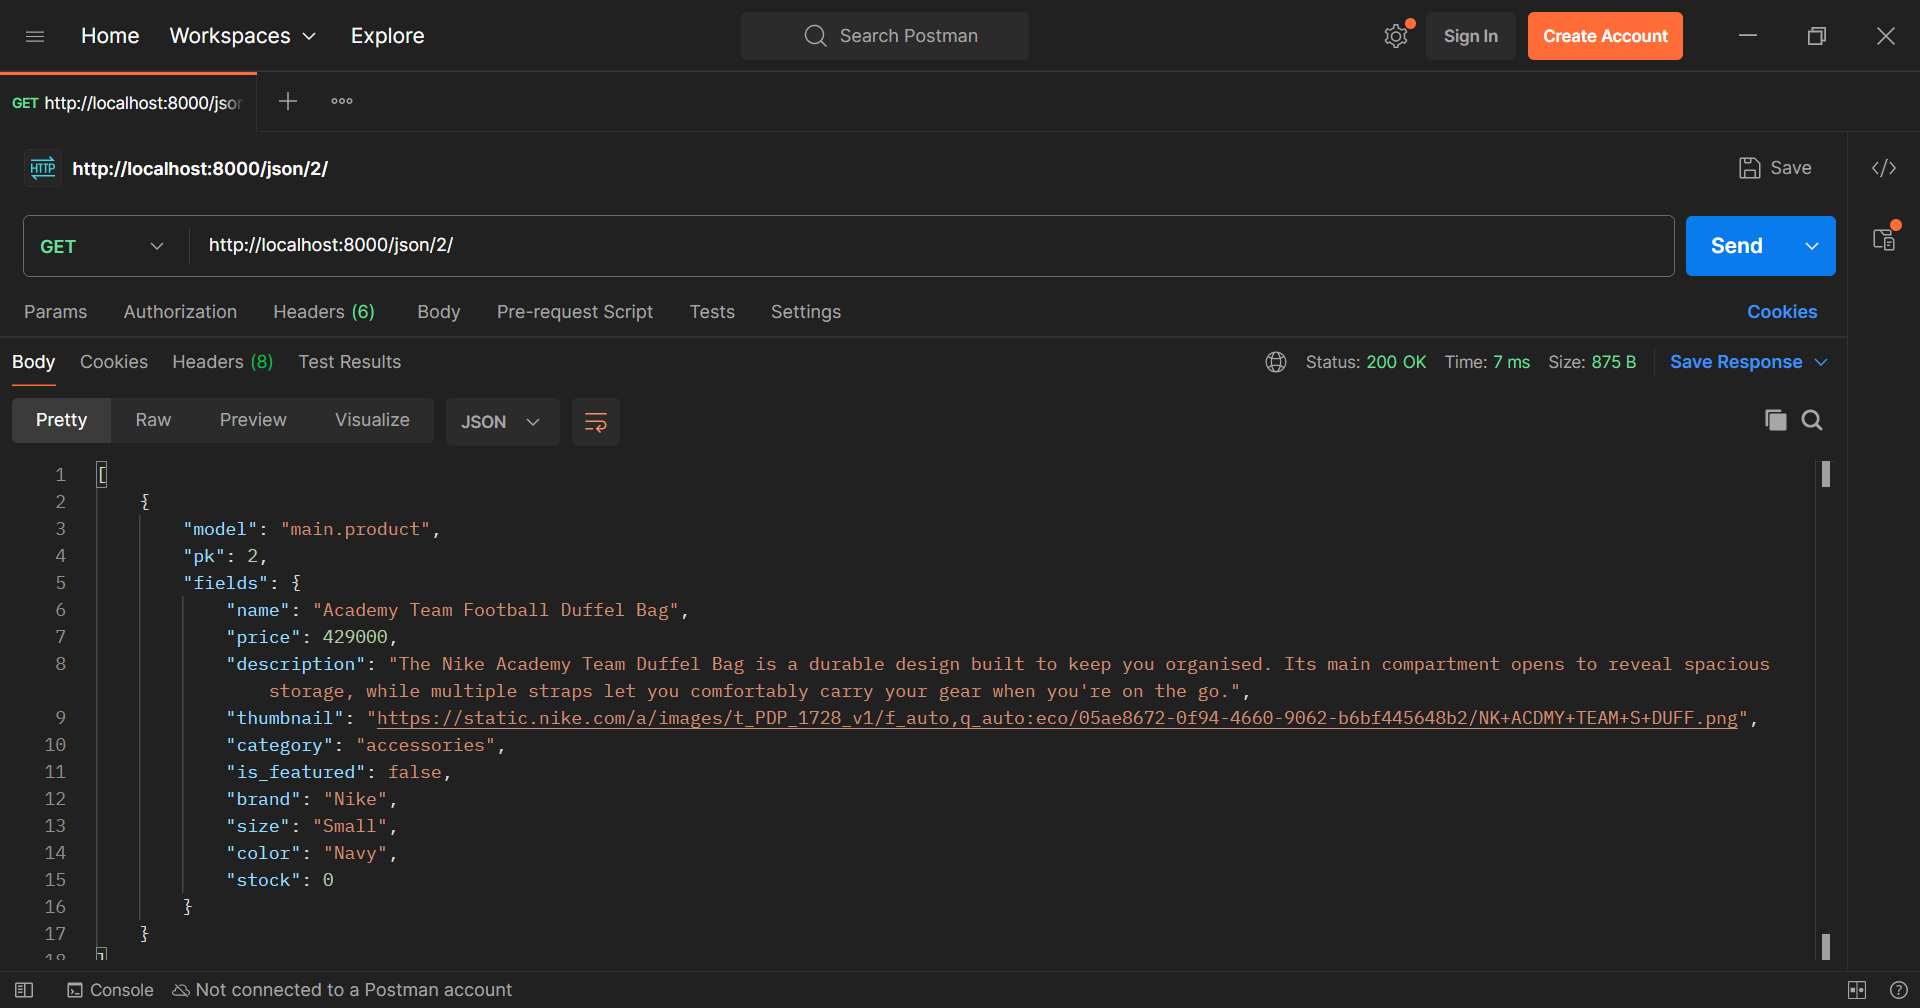 Home Workspaces Explore Search Postman Sign In Create Account
GET http://localhost:8000/jsor
HTTP http://localhost:8000/json/2/ Save
GET http://localhost:8000/json/2/ Send
Params Authorization Headers (6) Body Pre-request Script Tests Settings Cookies
Body Cookies Headers (8) Test Results Status: 200 OK Time: 7 ms Size: 875 B Save Response
Pretty Raw Preview Visualize JSON
1 [
2 {
3 "model": "main.product",
4 "pk": 2,
5 "fields": {
6 "name": "Academy Team Football Duffel Bag",
7 "price": 429000,
8 "description": "The Nike Academy Team Duffel Bag is a durable design built to keep you organised. Its main compartment opens to reveal spacious
storage, while multiple straps let you comfortably carry your gear when you're on the go.",
9 "thumbnail": "https://static.nike.com/a/images/t_PDP_1728_v1/f_auto,q_auto:eco/05ae8672-0f94-4660-9062-b6bf445648b2/NK+ACDMY+TEAM+S+DUFF.png",
10 "category": "accessories",
11 "is_featured": false,
12 "brand": "Nike",
13 "size": "Small",
14 "color": "Navy",
15 "stock": 0
16 }
17 }
18 ]
Console Not connected to a Postman account